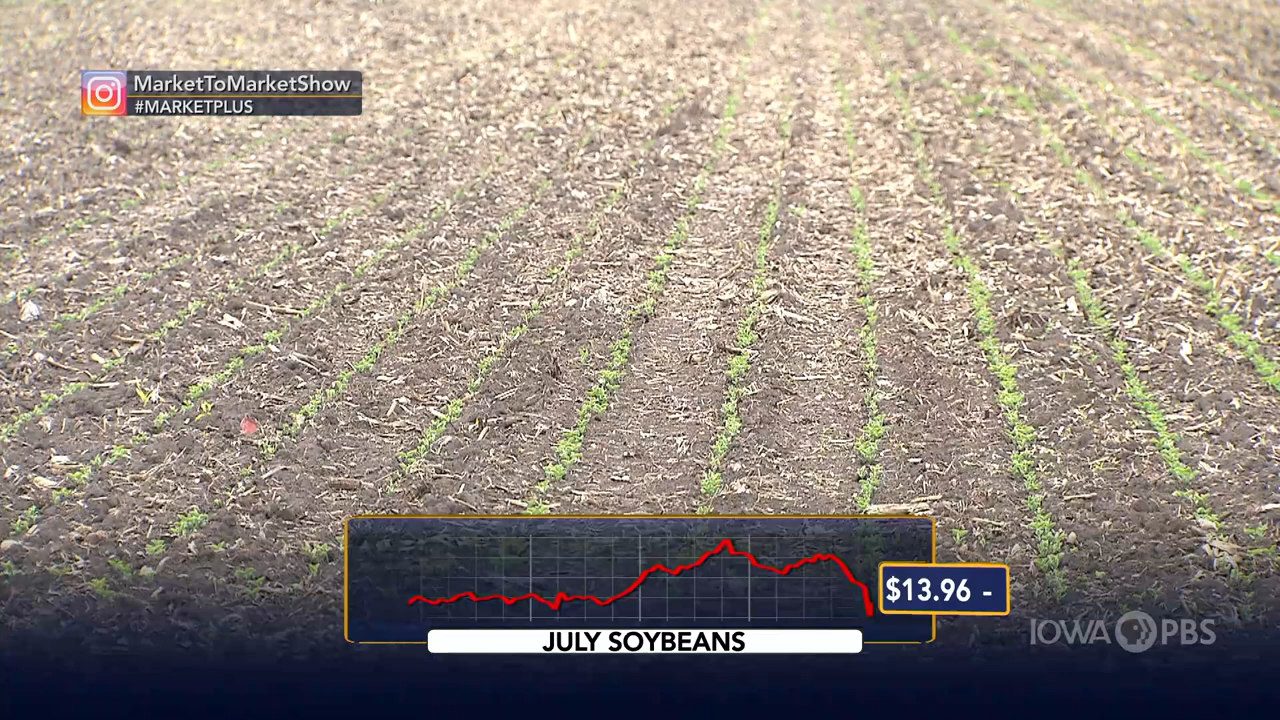 MarketToMarketShow
#MARKETPLUS
$13.96 -
JULY SOYBEANS
IOWA PBS